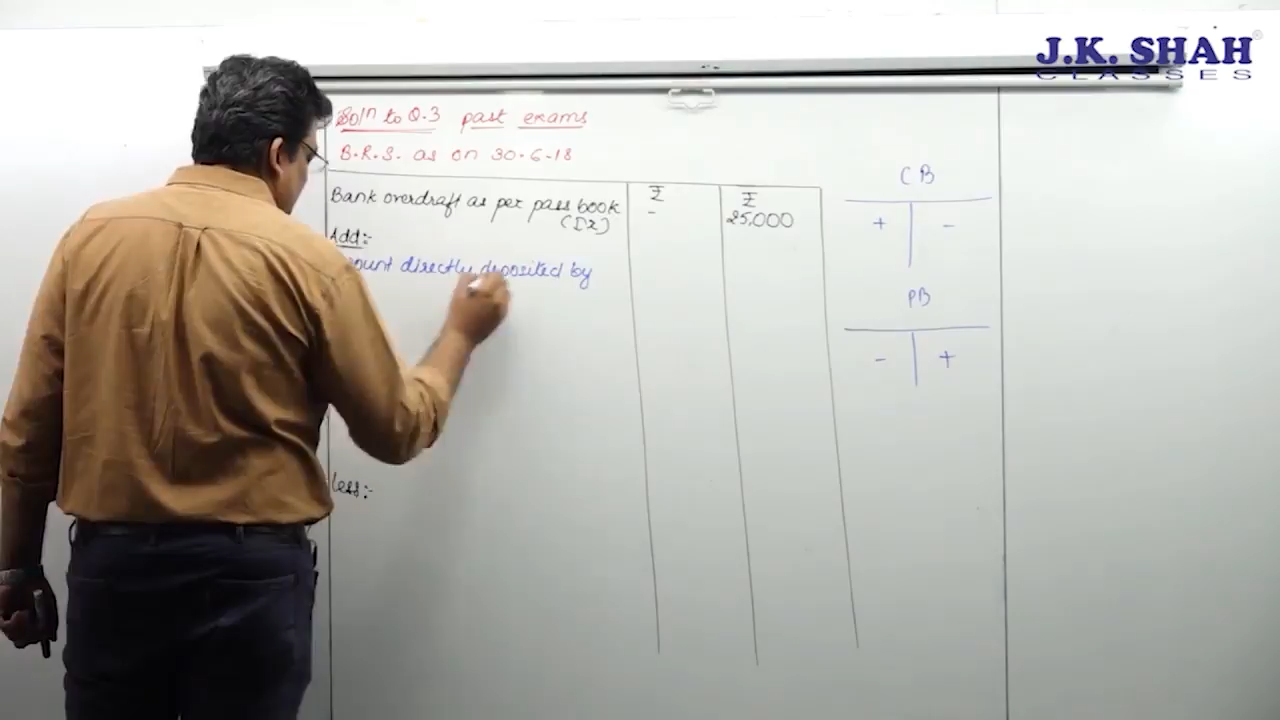 J.K. SHAH
CLASSES
Soln to Q.3 past exams
B.R.S. as on 30-6-18
Bank overdraft as per pass book
(Dr)
₹
-
₹
25,000
Add:-
directly deposited by
Less:-
CB
+ -
PB
- +